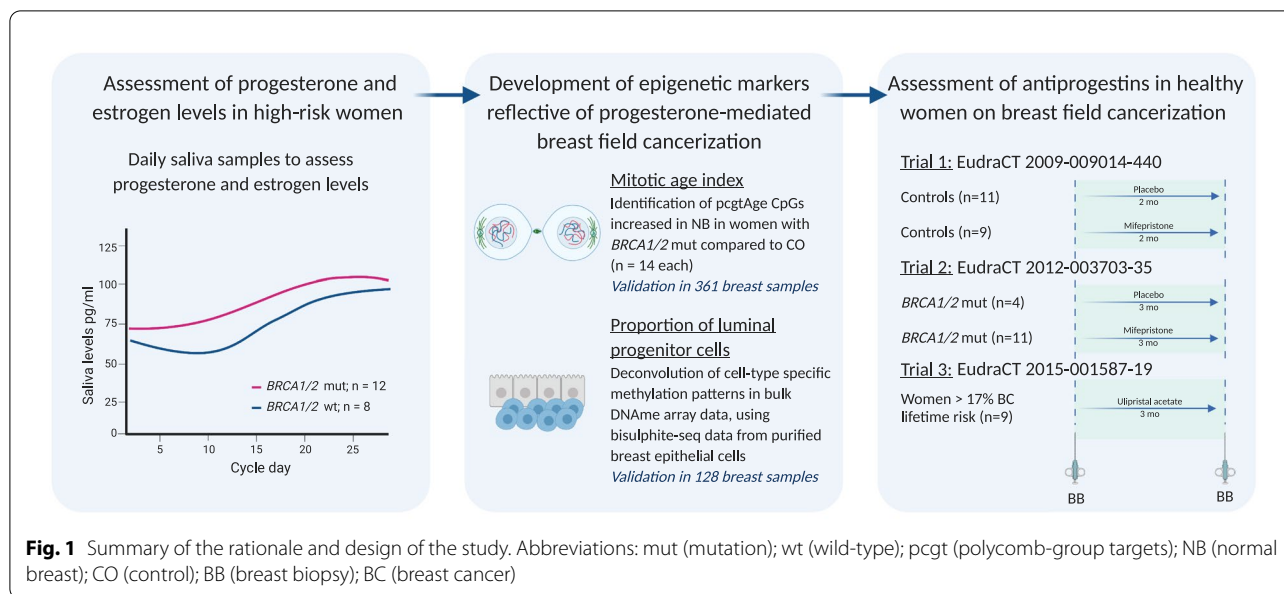 Assessment of progesterone and
estrogen levels in high-risk women
Daily saliva samples to assess
progesterone and estrogen levels
Saliva levels pg/ml
125
100
75
50
25
0
5
10
15
20
25
Cycle day
BRCA1/2 mut; n = 12
BRCA1/2 wt; n = 8
Development of epigenetic markers
reflective of progesterone-mediated
breast field cancerization
Mitotic age index
Identification of pcgtAge CpGs
increased in NB in women with
BRCA1/2 mut compared to CO
(n = 14 each)
Validation in 361 breast samples
Proportion of luminal
progenitor cells
Deconvolution of cell-type specific
methylation patterns in bulk
DNAme array data, using
bisulphite-seq data from purified
breast epithelial cells
Validation in 128 breast samples
Assessment of antiprogestins in healthy
women on breast field cancerization
Trial 1: EudraCT 2009-009014-440
Controls (n=11)
Placebo
2 mo
Controls (n=9)
Mifepristone
2 mo
Trial 2: EudraCT 2012-003703-35
BRCA1/2 mut (n=4)
Placebo
3 mo
BRCA1/2 mut (n=11)
Mifepristone
3 mo
Trial 3: EudraCT 2015-001587-19
Women > 17% BC
lifetime risk (n=9)
Ulipristal acetate
3 mo
BB
BB
Fig. 1 Summary of the rationale and design of the study. Abbreviations: mut (mutation); wt (wild-type); pcgt (polycomb-group targets); NB (normal
breast); CO (control); BB (breast biopsy); BC (breast cancer)